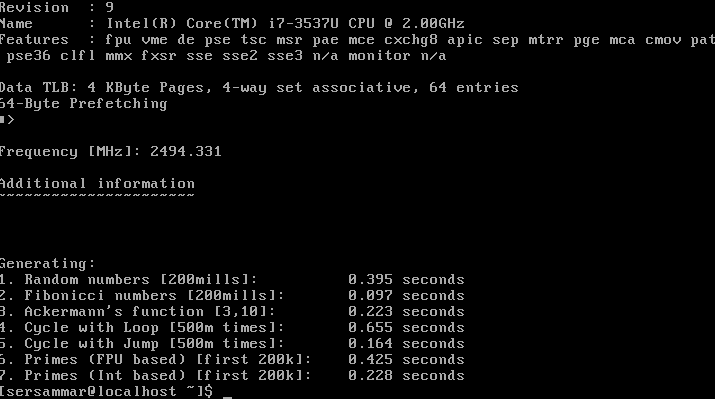 Revision  : 9
Name      : Intel(R) Core(TM) i7-3537U CPU @ 2.00GHz
Features  : fpu vme de pse tsc msr pae mce cxchg8 apic sep mtrr pge mca cmov pat
pse36 clfl mmx fxsr sse sse2 sse3 n/a monitor n/a
Data TLB: 4 KByte Pages, 4-way set associative, 64 entries
64-Byte Prefetching
>
Frequency [MHz]: 2494.331
Additional information
~~~~~~~~~~~~~~~~~~~~~~
Generating:
1. Random numbers [200mills]:          0.395 seconds
2. Fibonicci numbers [200mills]:       0.097 seconds
3. Ackermann's function [3,10]:        0.223 seconds
4. Cycle with Loop [500m times]:       0.655 seconds
5. Cycle with Jump [500m times]:       0.164 seconds
6. Primes (FPU based) [first 200k]:    0.425 seconds
7. Primes (Int based) [first 200k]:    0.228 seconds
[sersammar@localhost ~]$ _